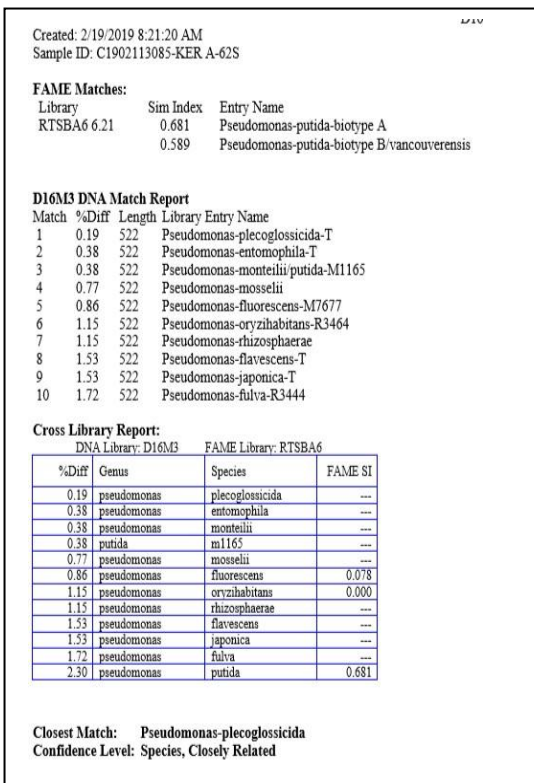 Created: 2/19/2019 8:21:20 AM
Sample ID: C1902113085-KER A-62S
FAME Matches:
Library Sim Index Entry Name
RTSBA6 6.21 0.681 Pseudomonas-putida-biotype A
0.589 Pseudomonas-putida-biotype B/vancouverensis
D16M3 DNA Match Report
Match %Diff Length Library Entry Name
1 0.19 522 Pseudomonas-plecoglossicida-T
2 0.38 522 Pseudomonas-entomophila-T
3 0.38 522 Pseudomonas-monteilii/putida-M1165
4 0.77 522 Pseudomonas-mosselii
5 0.86 522 Pseudomonas-fluorescens-M7677
6 1.15 522 Pseudomonas-oryzihabitans-R3464
7 1.15 522 Pseudomonas-rhizosphaerae
8 1.53 522 Pseudomonas-flavescens-T
9 1.53 522 Pseudomonas-japonica-T
10 1.72 522 Pseudomonas-fulva-R3444
Cross Library Report:
DNA Library: D16M3 FAME Library: RTSBA6
%Diff Genus Species FAME SI
0.19 pseudomonas plecoglossicida ---
0.38 pseudomonas entomophila ---
0.38 pseudomonas monteilii ---
0.38 putida m1165 ---
0.77 pseudomonas mosselii ---
0.86 pseudomonas fluorescens 0.078
1.15 pseudomonas oryzihabitans 0.000
1.15 pseudomonas rhizosphaerae ---
1.53 pseudomonas flavescens ---
1.53 pseudomonas japonica ---
1.72 pseudomonas fulva ---
2.30 pseudomonas putida 0.681
Closest Match: Pseudomonas-plecoglossicida
Confidence Level: Species, Closely Related